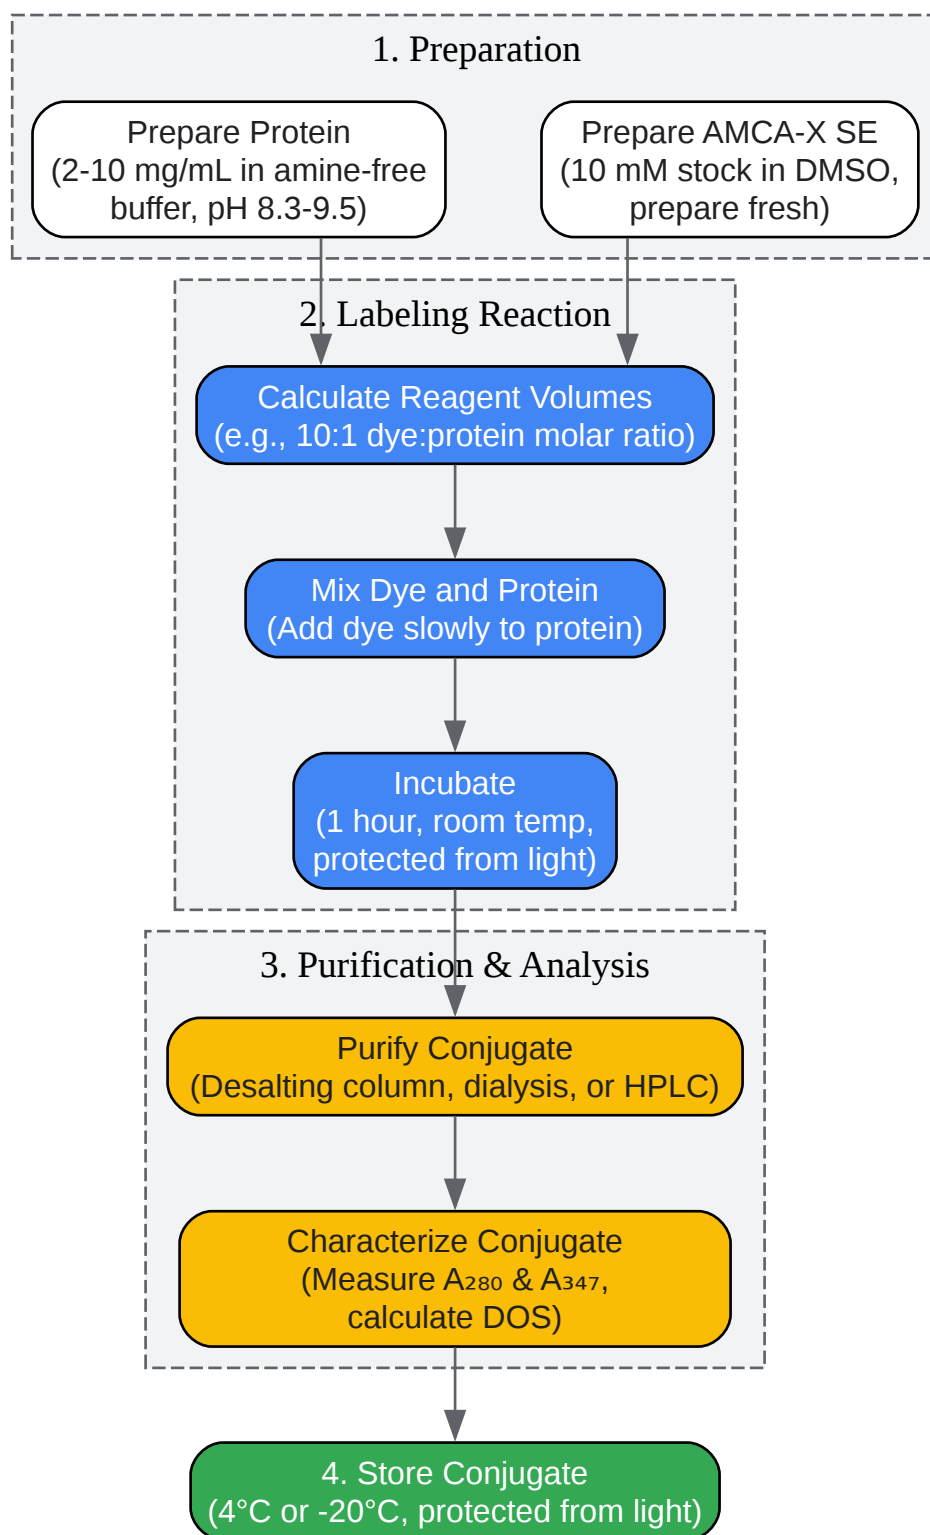 1. Preparation
Prepare Protein
(2-10 mg/mL in amine-free
buffer, pH 8.3-9.5)
Prepare AMCA-X SE
(10 mM stock in DMSO,
prepare fresh)
2. Labeling Reaction
Calculate Reagent Volumes
(e.g., 10:1 dye:protein molar ratio)
Mix Dye and Protein
(Add dye slowly to protein)
Incubate
(1 hour, room temp,
protected from light)
3. Purification & Analysis
Purify Conjugate
(Desalting column, dialysis, or HPLC)
Characterize Conjugate
(Measure A₂₈₀ & A₃₄₇,
calculate DOS)
4. Store Conjugate
(4°C or -20°C, protected from light)